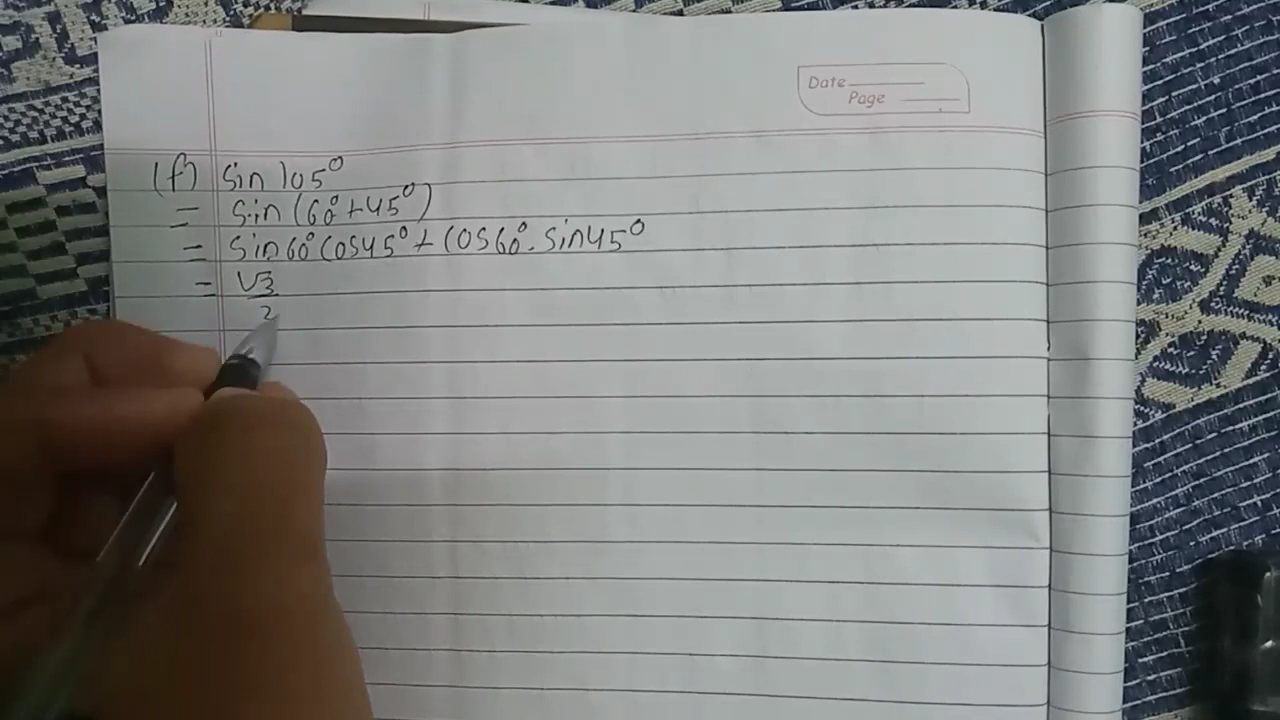 Date
Page
(f) Sin 105°
= Sin (60° + 45°)
= Sin 60° Cos 45° + Cos 60° . Sin 45°
= √3
2